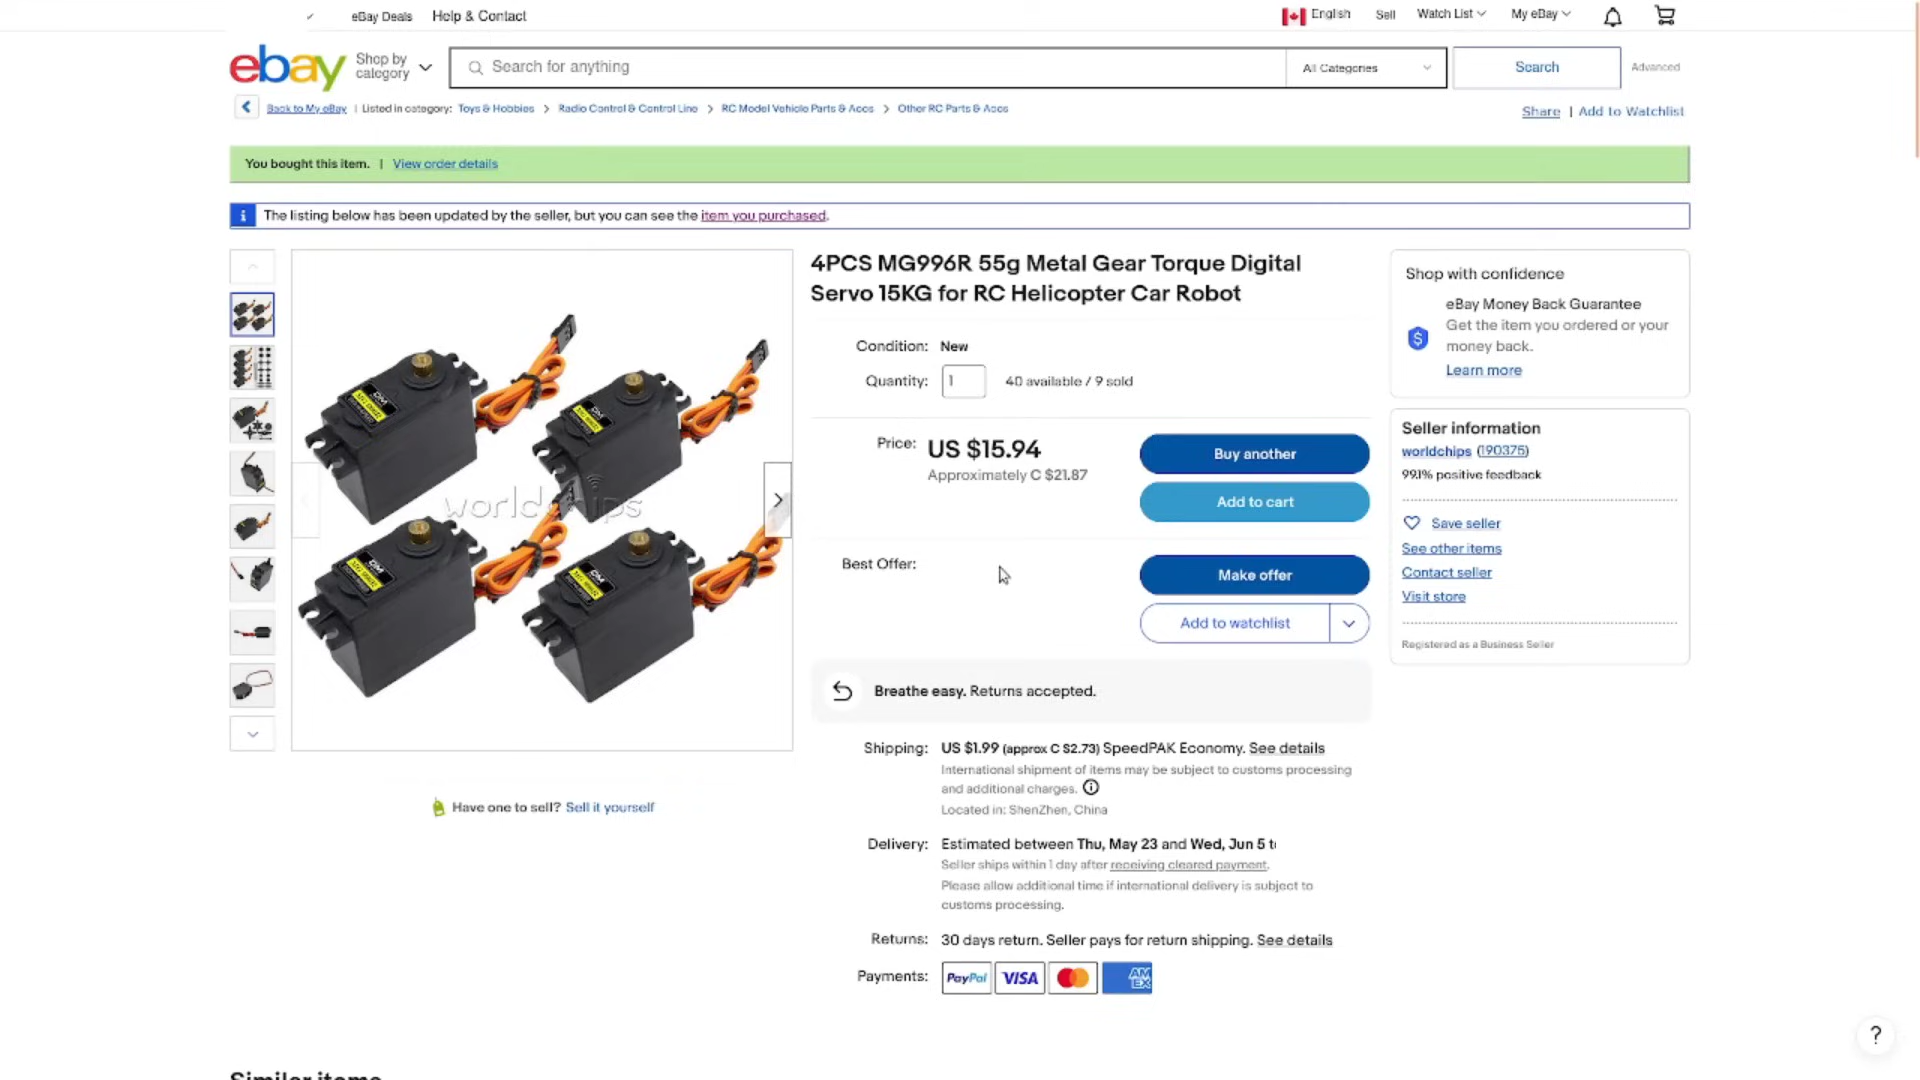 eBay Deals Help & Contact
English Sell Watch List My eBay
ebay Shop by category Search for anything All Categories Search Advanced
Back to My eBay | Listed in category: Toys & Hobbies > Radio Control & Control Line > RC Model Vehicle Parts & Accs > Other RC Parts & Accs
Share | Add to Watchlist
You bought this item. | View order details
i The listing below has been updated by the seller, but you can see the item you purchased.
4PCS MG996R 55g Metal Gear Torque Digital
Servo 15KG for RC Helicopter Car Robot
Condition: New
Quantity: 1 40 available / 9 sold
Price: US $15.94
Approximately C $21.87
Buy another
Add to cart
Best Offer:
Make offer
Add to watchlist
Breathe easy. Returns accepted.
Shipping: US $1.99 (approx C $2.73) SpeedPAK Economy. See details
International shipment of items may be subject to customs processing
and additional charges.
Located in: ShenZhen, China
Delivery: Estimated between Thu, May 23 and Wed, Jun 5 t
Seller ships within 1 day after receiving cleared payment.
Please allow additional time if international delivery is subject to
customs processing.
Returns: 30 days return. Seller pays for return shipping. See details
Payments: PayPal VISA AM EX
Shop with confidence
eBay Money Back Guarantee
Get the item you ordered or your
money back.
Learn more
Seller information
worldchips (190375)
99.1% positive feedback
Save seller
See other items
Contact seller
Visit store
Registered as a Business Seller
worldchips
Have one to sell? Sell it yourself
?
Similar items